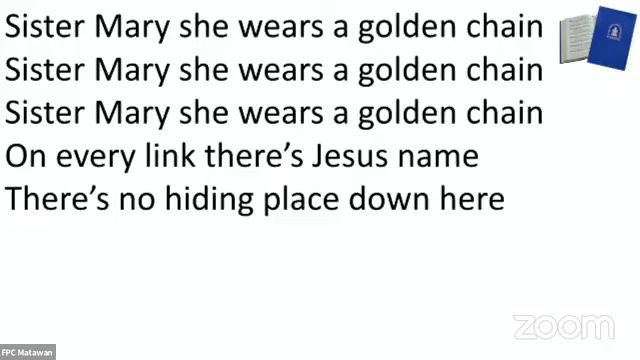 Sister Mary she wears a golden chain
Sister Mary she wears a golden chain
Sister Mary she wears a golden chain
On every link there’s Jesus name
There’s no hiding place down here
zoom
FPC Matawan